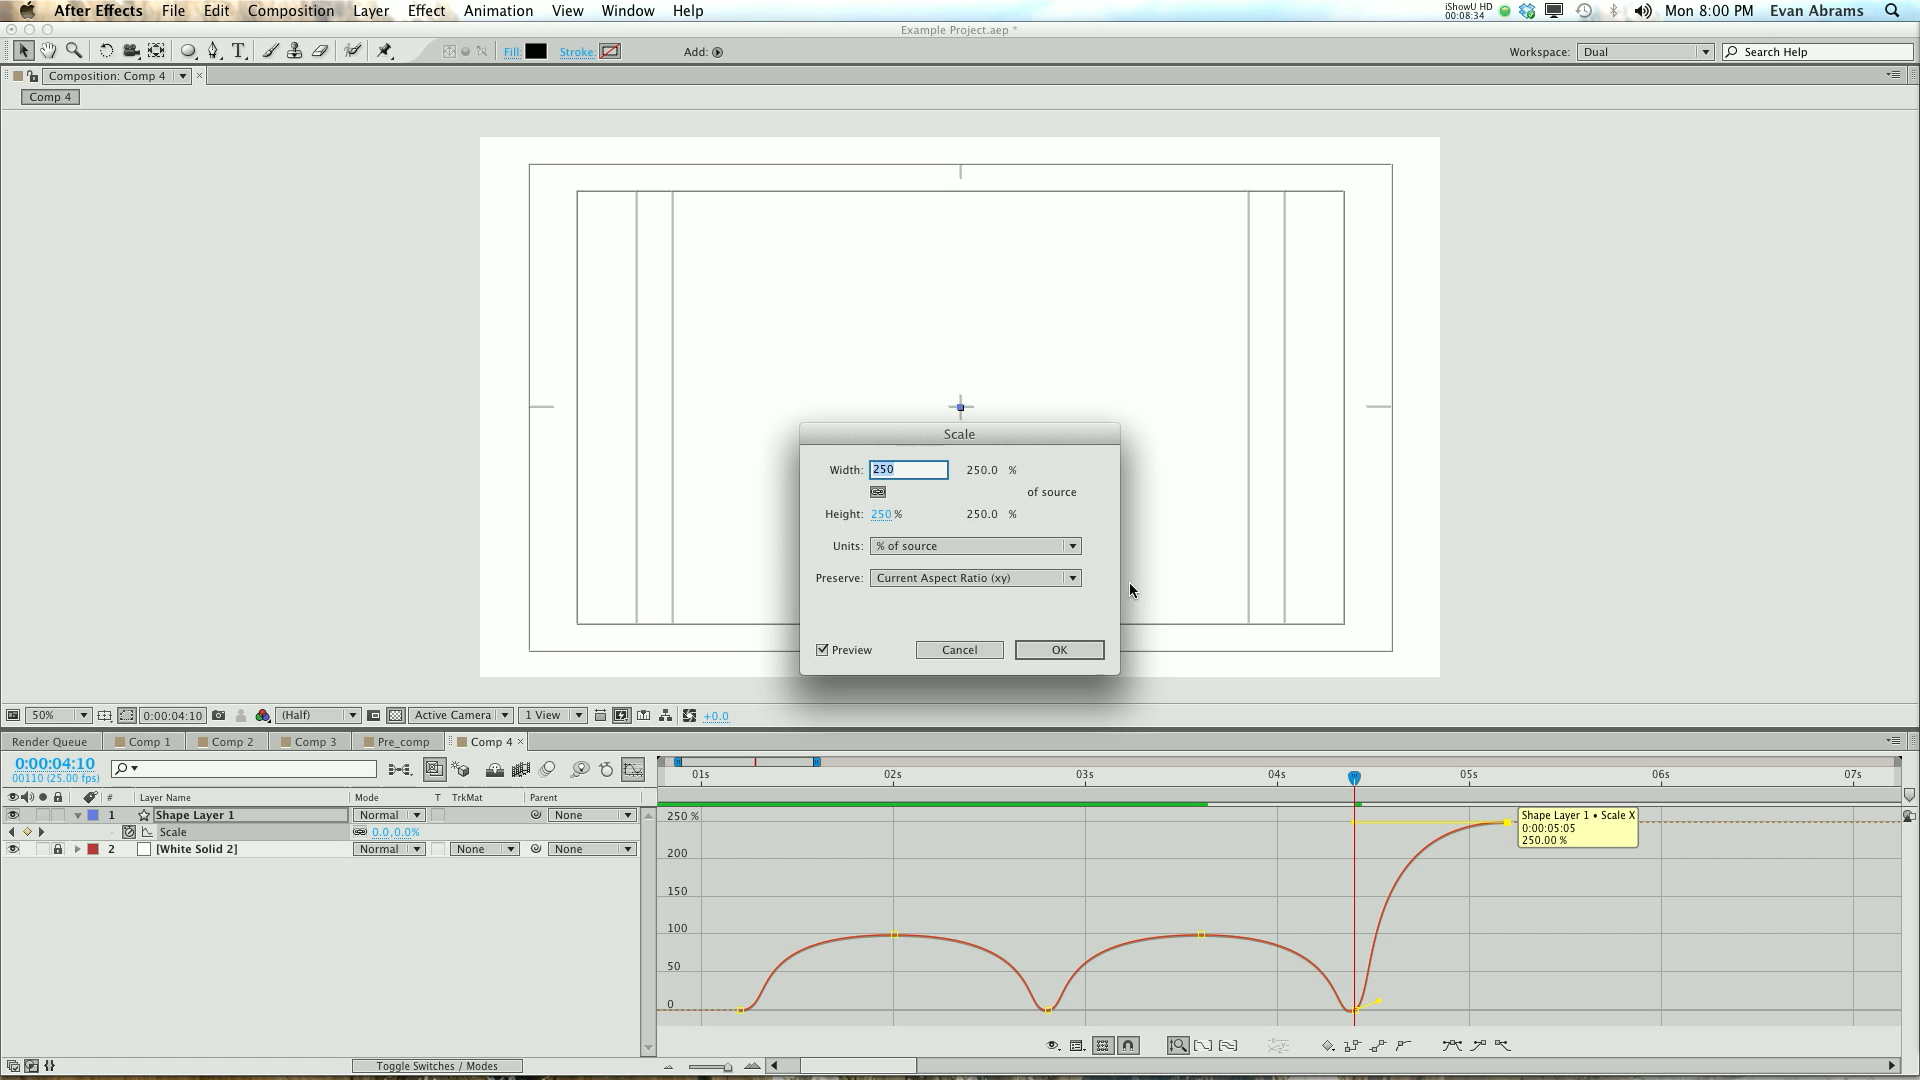 After Effects File Edit Composition Layer Effect Animation View Window Help
iShowU HD
00:08:34
Mon 8:00 PM Evan Abrams
Example Project.aep *
Fill: Stroke: Add:
Workspace: Dual Search Help
Composition: Comp 4
Comp 4
Scale
Width: 250 250.0 %
of source
Height: 250 % 250.0 %
Units: % of source
Preserve: Current Aspect Ratio (xy)
Preview Cancel OK
50% 0:00:04:10 (Half) Active Camera 1 View +0.0
Render Queue Comp 1 Comp 2 Comp 3 Pre_comp Comp 4
0:00:04:10
00110 (25.00 fps)
01s 02s 03s 04s 05s 06s 07s
# Layer Name Mode T TrkMat Parent
1 Shape Layer 1 Normal None
Scale 0.0,0.0%
2 [White Solid 2] Normal None None
250 %
200
150
100
50
0
Shape Layer 1 • Scale X
0:00:05:05
250.00 %
Toggle Switches / Modes